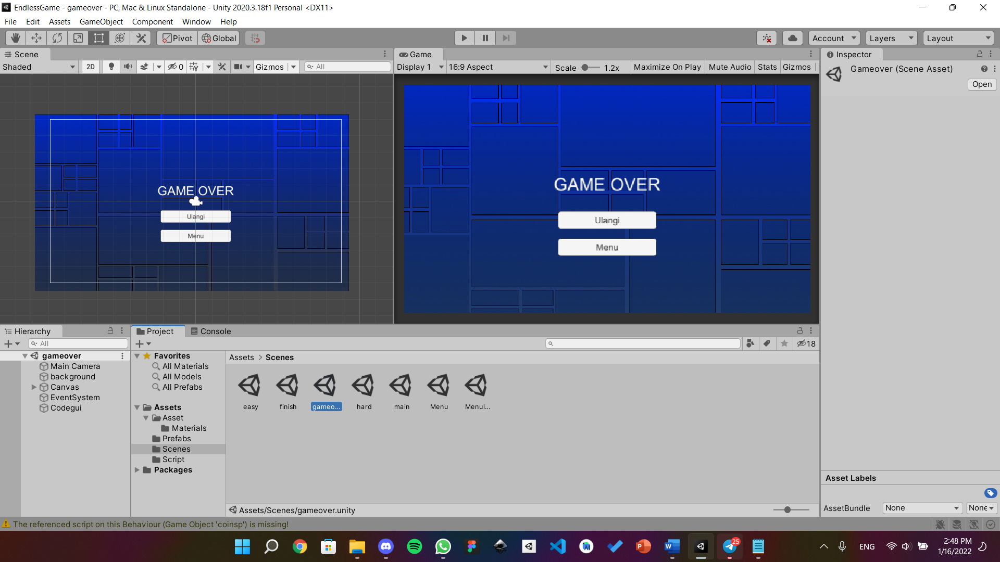 EndlessGame - gameover - PC, Mac & Linux Standalone - Unity 2020.3.18f1 Personal <DX11>
File Edit Assets GameObject Component Window Help
Pivot Global Account Layers Layout
Scene
Shaded 2D 0 Gizmos All
GAME OVER
Ulangi
Menu
Game
Display 1 16:9 Aspect Scale 1.2x Maximize On Play Mute Audio Stats Gizmos
GAME OVER
Ulangi
Menu
Inspector
Gameover (Scene Asset)
Open
Hierarchy
All
gameover
Main Camera
background
Canvas
EventSystem
Codegui
Project Console
18
Favorites
All Materials
All Models
All Prefabs
Assets
Asset
Materials
Prefabs
Scenes
Script
Packages
Assets > Scenes
easy finish gameo... hard main Menu Menul...
Assets/Scenes/gameover.unity
Asset Labels
AssetBundle None None
The referenced script on this Behaviour (Game Object 'coinsp') is missing!
25
ENG
2:48 PM
1/16/2022